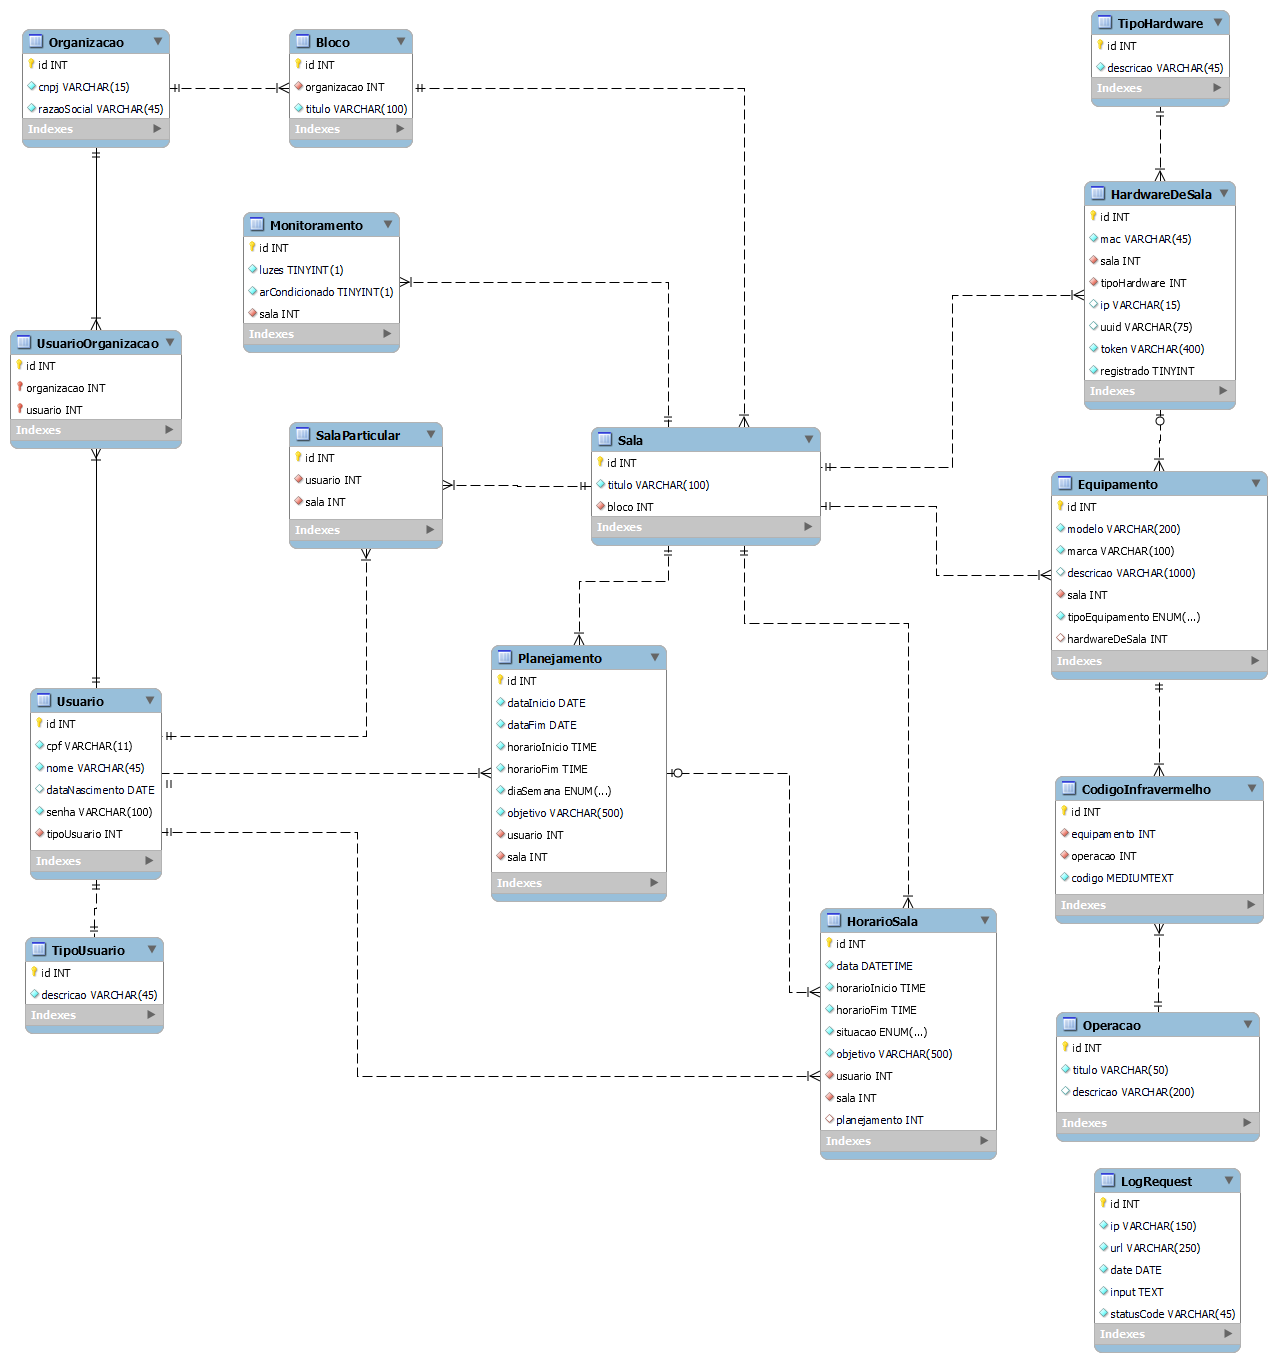 Organizacao
id INT
cnpj VARCHAR(15)
razaoSocial VARCHAR(45)
Indexes
Bloco
id INT
organizacao INT
titulo VARCHAR(100)
Indexes
TipoHardware
id INT
descricao VARCHAR(45)
Indexes
Monitoramento
id INT
luzes TINYINT(1)
arCondicionado TINYINT(1)
sala INT
Indexes
HardwareDeSala
id INT
mac VARCHAR(45)
sala INT
tipoHardware INT
ip VARCHAR(15)
uuid VARCHAR(75)
token VARCHAR(400)
registrado TINYINT
Indexes
UsuarioOrganizacao
id INT
organizacao INT
usuario INT
Indexes
SalaParticular
id INT
usuario INT
sala INT
Indexes
Sala
id INT
titulo VARCHAR(100)
bloco INT
Indexes
Equipamento
id INT
modelo VARCHAR(200)
marca VARCHAR(100)
descricao VARCHAR(1000)
sala INT
tipoEquipamento ENUM(...)
hardwareDeSala INT
Indexes
Usuario
id INT
cpf VARCHAR(11)
nome VARCHAR(45)
dataNascimento DATE
senha VARCHAR(100)
tipoUsuario INT
Indexes
Planejamento
id INT
dataInicio DATE
dataFim DATE
horarioInicio TIME
horarioFim TIME
diaSemana ENUM(...)
objetivo VARCHAR(500)
usuario INT
sala INT
Indexes
CodigoInfravermelho
id INT
equipamento INT
operacao INT
codigo MEDIUMTEXT
Indexes
TipoUsuario
id INT
descricao VARCHAR(45)
Indexes
HorarioSala
id INT
data DATETIME
horarioInicio TIME
horarioFim TIME
situacao ENUM(...)
objetivo VARCHAR(500)
usuario INT
sala INT
planejamento INT
Indexes
Operacao
id INT
titulo VARCHAR(50)
descricao VARCHAR(200)
Indexes
LogRequest
id INT
ip VARCHAR(150)
url VARCHAR(250)
date DATE
input TEXT
statusCode VARCHAR(45)
Indexes